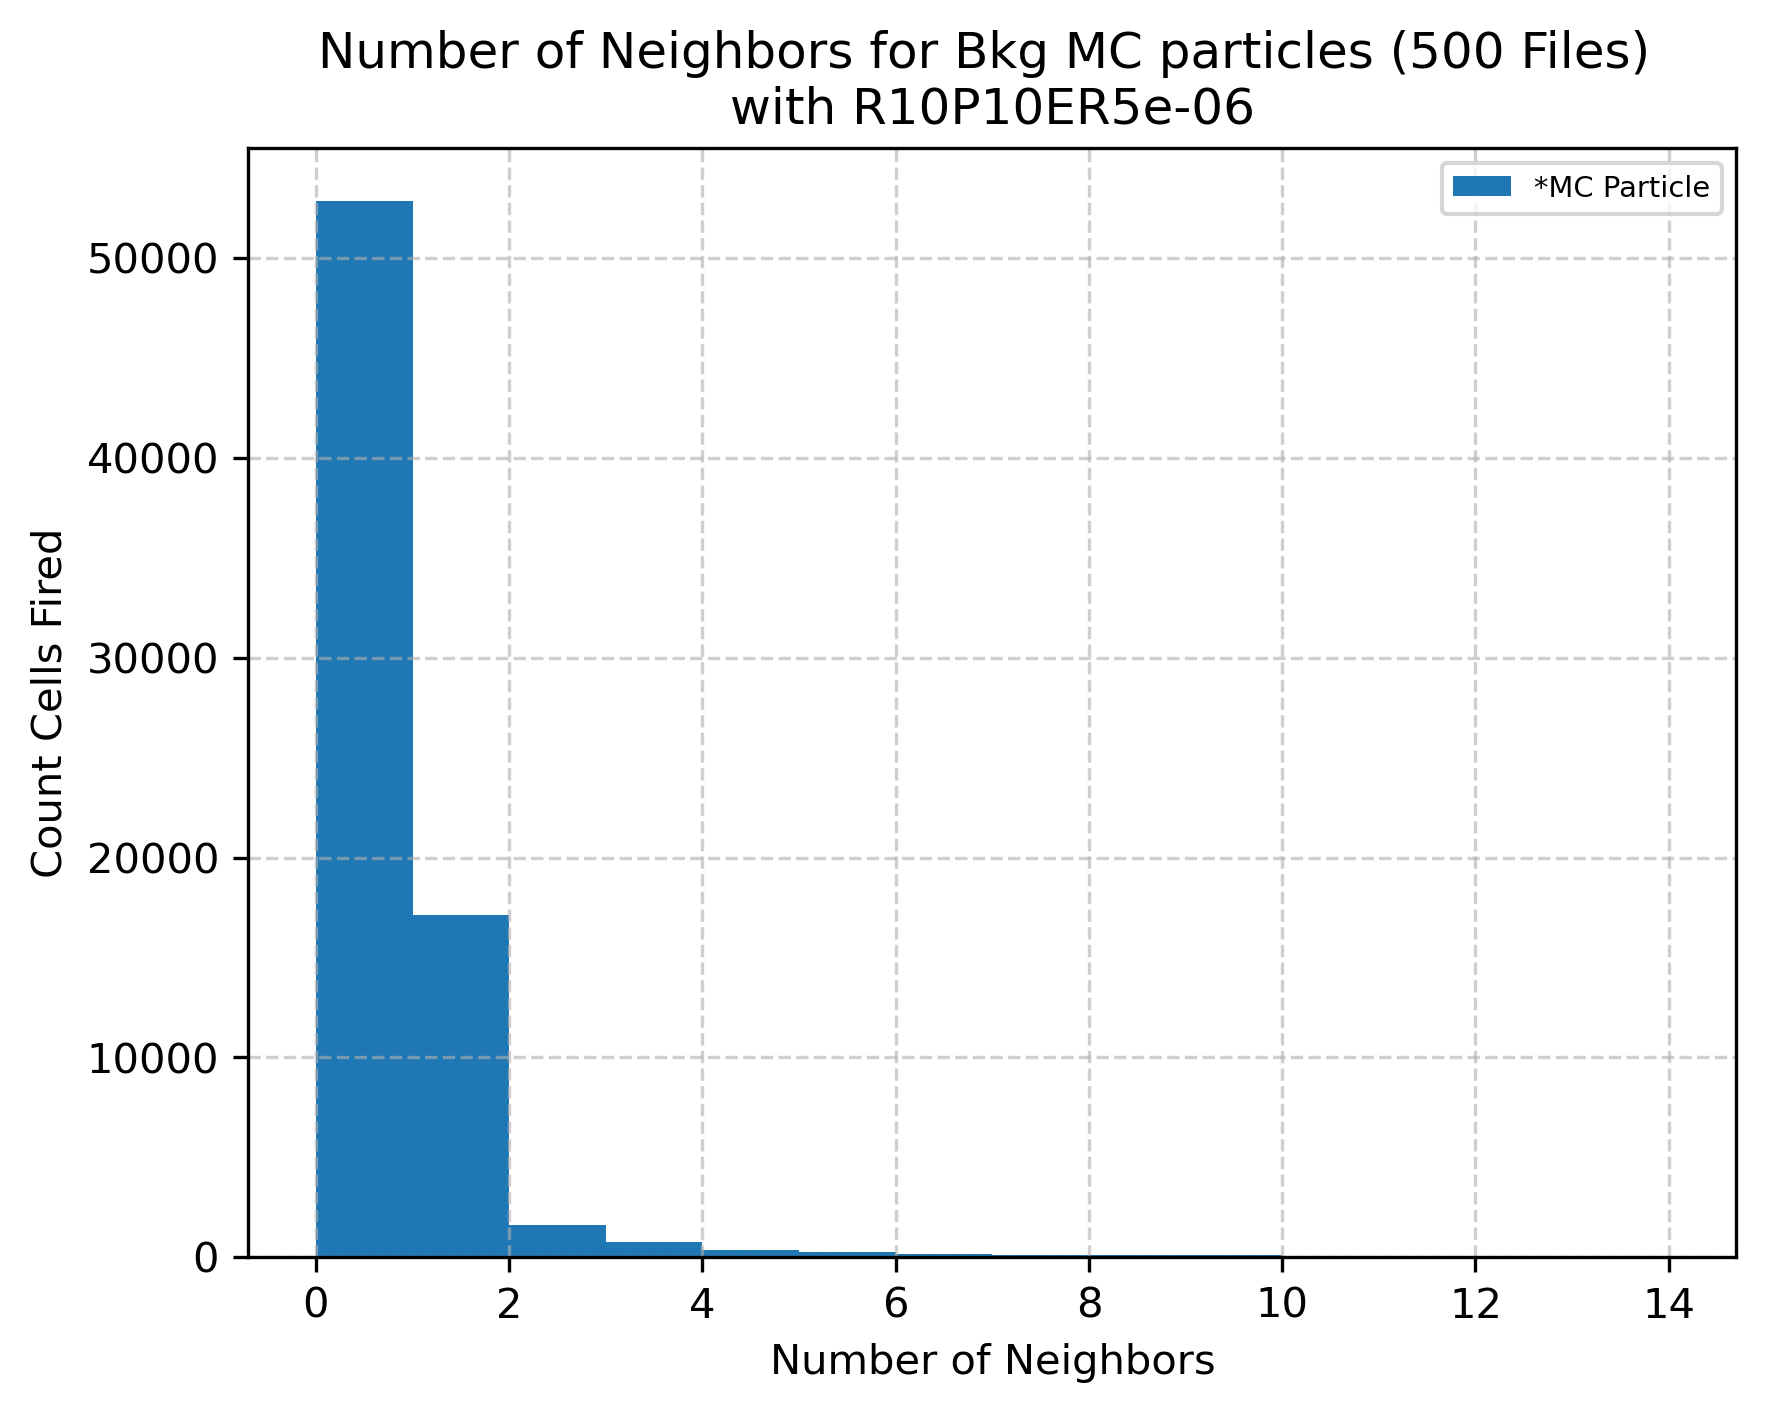 Number of Neighbors for Bkg MC particles (500 Files)
with R10P10ER5e-06
*MC Particle
Count Cells Fired
50000
40000
30000
20000
10000
0
0 2 4 6 8 10 12 14
Number of Neighbors